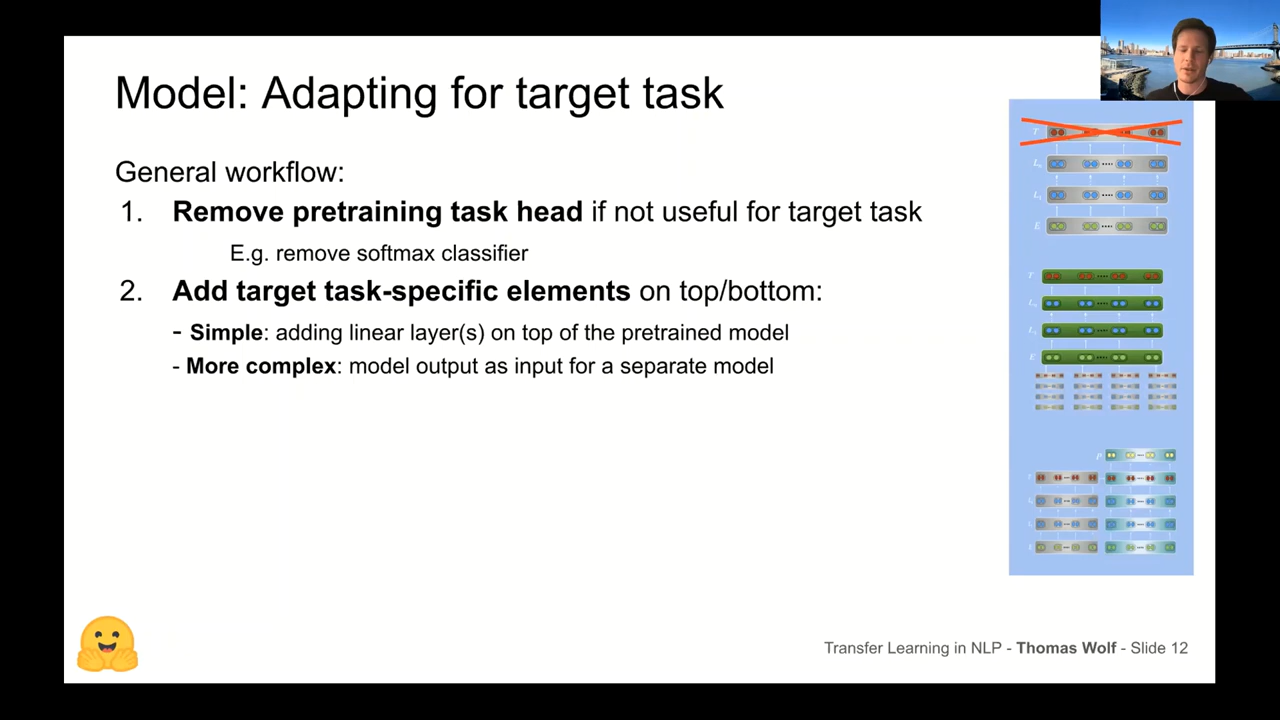 Model: Adapting for target task
General workflow:
1. Remove pretraining task head if not useful for target task
E.g. remove softmax classifier
2. Add target task-specific elements on top/bottom:
- Simple: adding linear layer(s) on top of the pretrained model
- More complex: model output as input for a separate model
T
E
T
E
P
Transfer Learning in NLP - Thomas Wolf - Slide 12